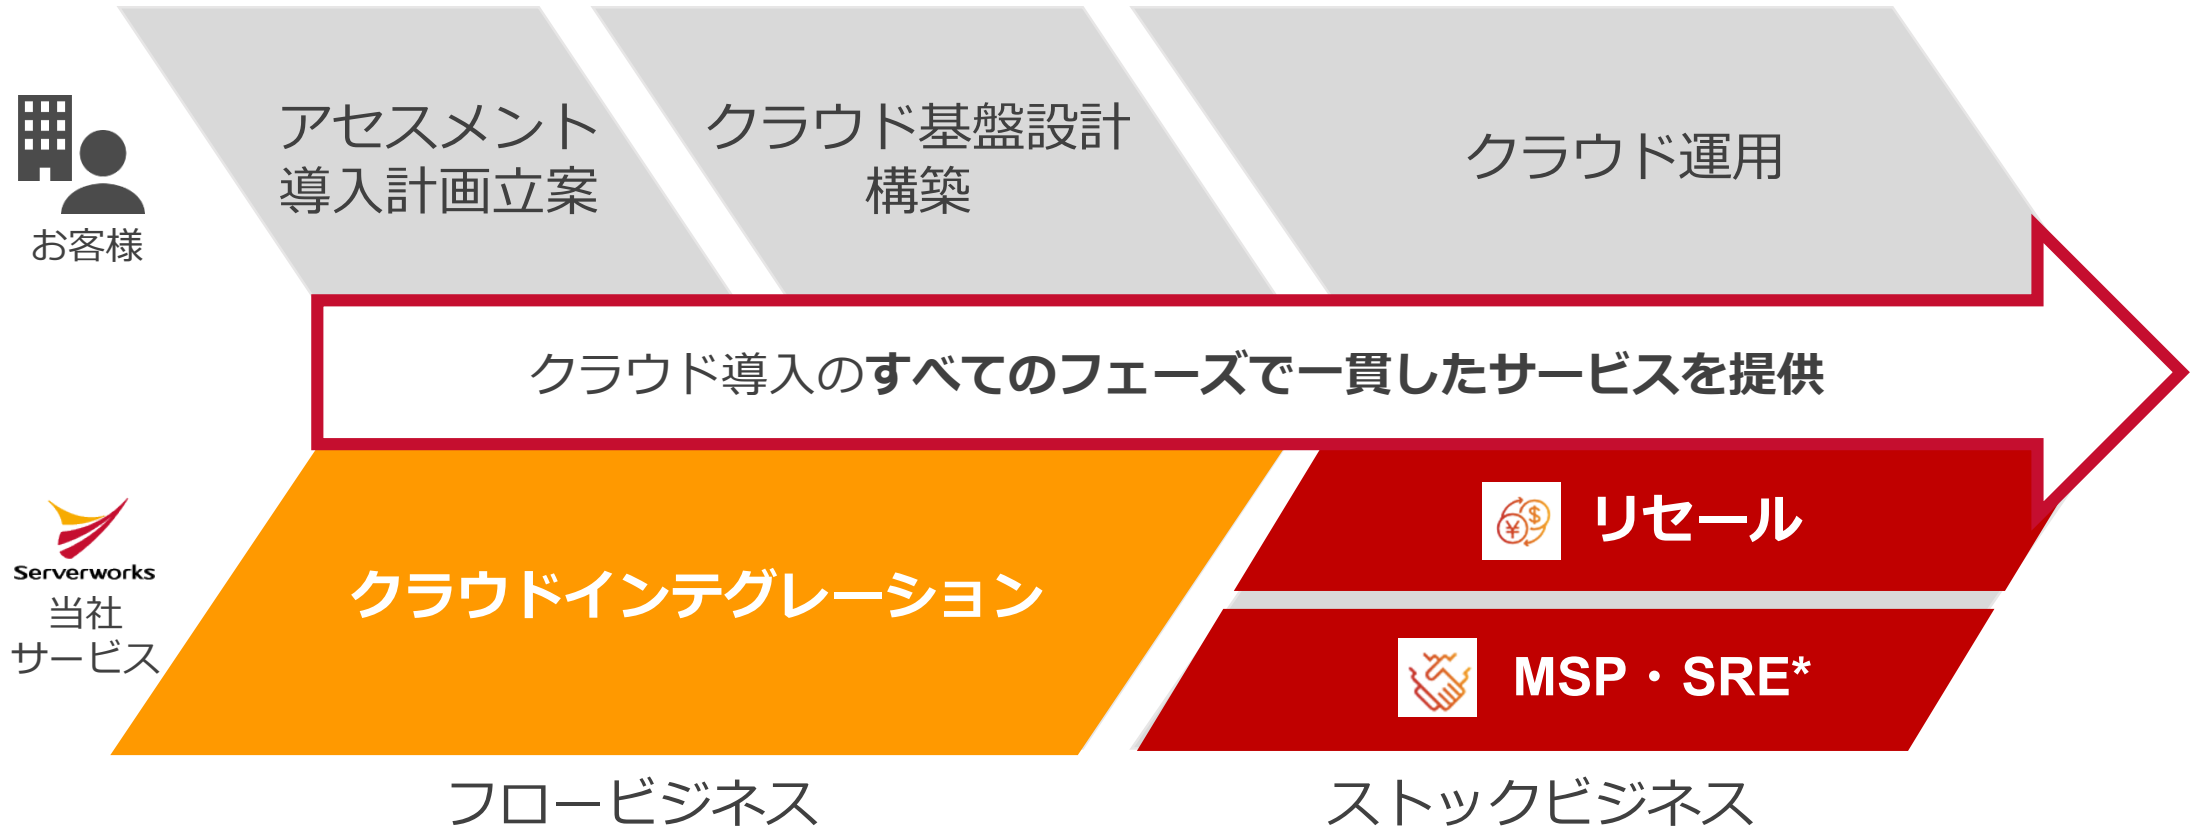 アセスメント
導入計画立案
クラウド基盤設計
構築
クラウド運用
お客様
クラウド導入のすべてのフェーズで一貫したサービスを提供
Serverworks
当社
サービス
クラウドインテグレーション
¥ $
リセール
MSP・SRE*
フロービジネス
ストックビジネス